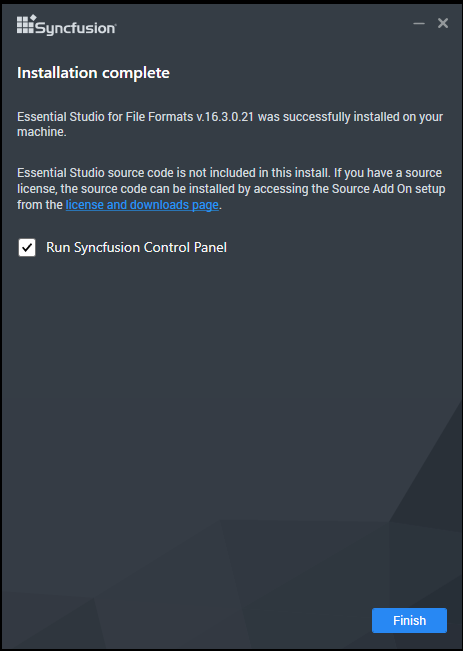 Syncfusion
Installation complete
Essential Studio for File Formats v.16.3.0.21 was successfully installed on your
machine.
Essential Studio source code is not included in this install. If you have a source
license, the source code can be installed by accessing the Source Add On setup
from the license and downloads page.
Run Syncfusion Control Panel
Finish